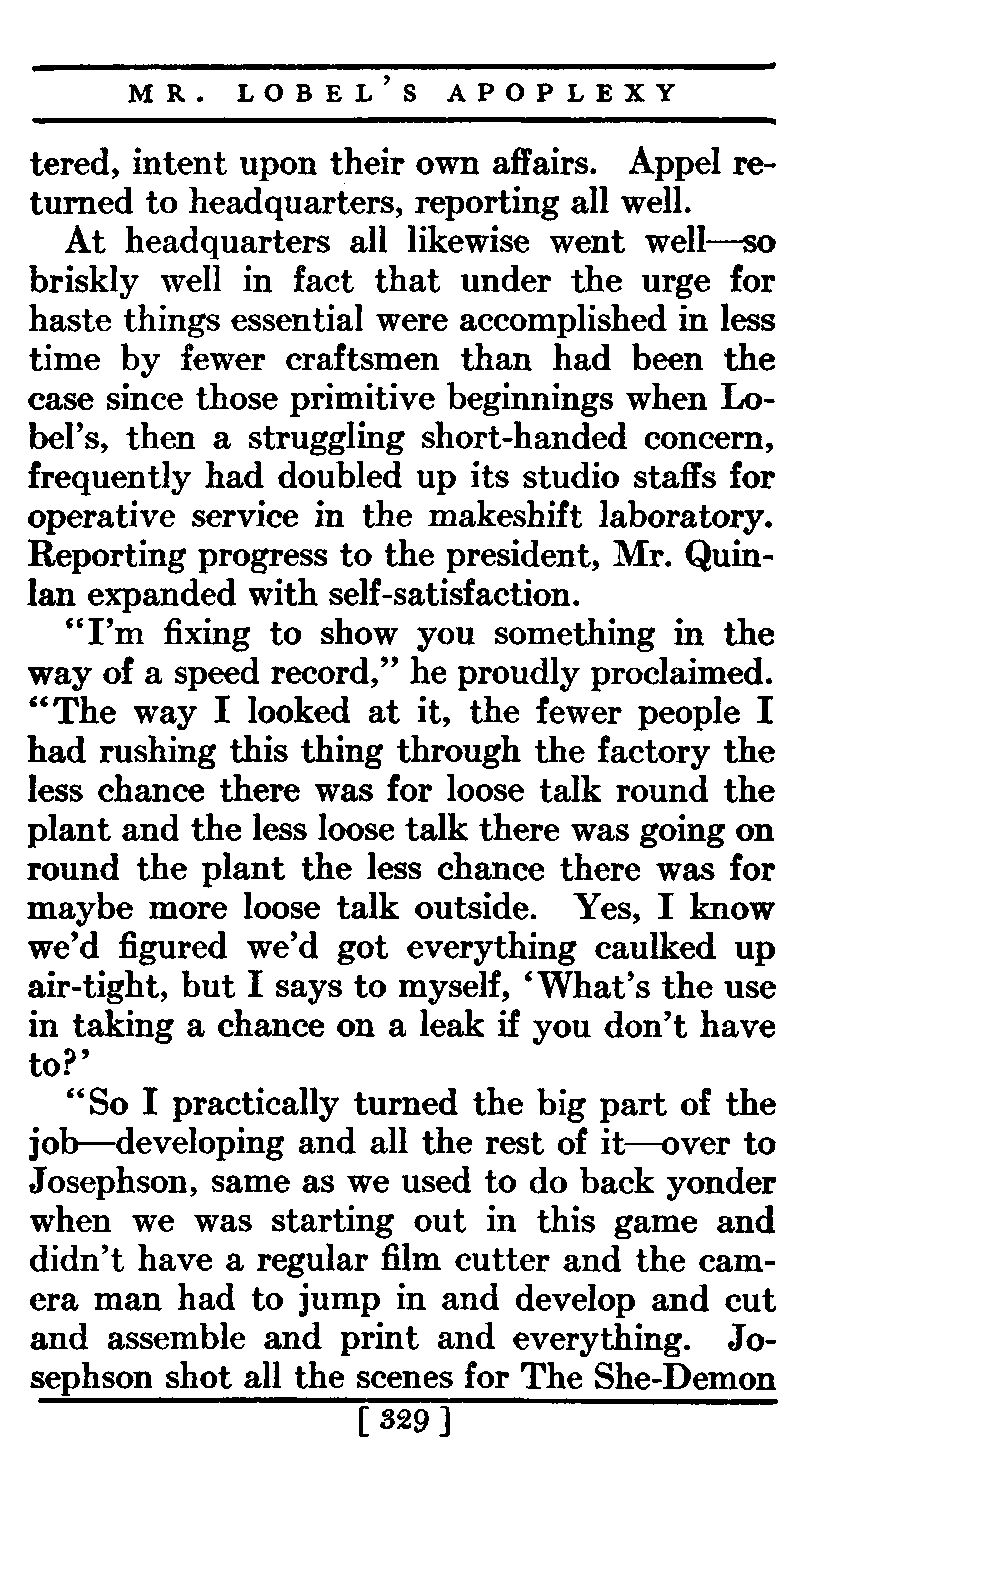 MR. LOBEL'S APOPLEXY
tered, intent upon their own affairs. Appel re-
turned to headquarters, reporting all well.
At headquarters all likewise went well—so
briskly well in fact that under the urge for
haste things essential were accomplished in less
time by fewer craftsmen than had been the
case since those primitive beginnings when Lo-
bel's, then a struggling short-handed concern,
frequently had doubled up its studio staffs for
operative service in the makeshift laboratory.
Reporting progress to the president, Mr. Quin-
lan expanded with self-satisfaction.
“I'm fixing to show you something in the
way of a speed record,” he proudly proclaimed.
“The way I looked at it, the fewer people I
had rushing this thing through the factory the
less chance there was for loose talk round the
plant and the less loose talk there was going on
round the plant the less chance there was for
maybe more loose talk outside. Yes, I know
we'd figured we'd got everything caulked up
air-tight, but I says to myself, ‘What's the use
in taking a chance on a leak if you don't have
to?’
“So I practically turned the big part of the
job—developing and all the rest of it—over to
Josephson, same as we used to do back yonder
when we was starting out in this game and
didn't have a regular film cutter and the cam-
era man had to jump in and develop and cut
and assemble and print and everything. Jo-
sephson shot all the scenes for The She-Demon
[ 329 ]